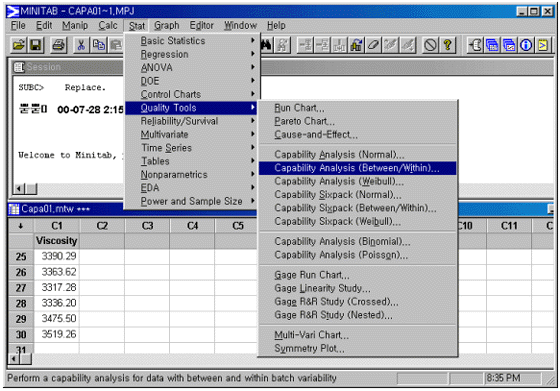 MINITAB - CAPA01~1.MPJ
File Edit Manip Calc Stat Graph Editor Window Help
Session
SUBC> Replace.
00-07-28 2:15
Welcome to Minitab,
Basic Statistics
Regression
ANOVA
DOE
Control Charts
Quality Tools
Reliability/Survival
Multivariate
Time Series
Tables
Nonparametrics
EDA
Power and Sample Size
Run Chart...
Pareto Chart...
Cause-and-Effect...
Capability Analysis (Normal)...
Capability Analysis (Between/Within)...
Capability Analysis (Weibull)...
Capability Sixpack (Normal)...
Capability Sixpack (Between/Within)...
Capability Sixpack (Weibull)...
Capability Analysis (Binomial)...
Capability Analysis (Poisson)...
Gage Run Chart...
Gage Linearity Study...
Gage R&R Study (Crossed)...
Gage R&R Study (Nested)...
Multi-Vari Chart...
Symmetry Plot...
Capa01.mtw ***
C1 C2 C3 C4 C5 C10 C11
Viscosity
25 3390.29
26 3363.62
27 3317.28
28 3336.20
29 3475.50
30 3519.26
31
Perform a capability analysis for data with between and within batch variability
8:35 PM